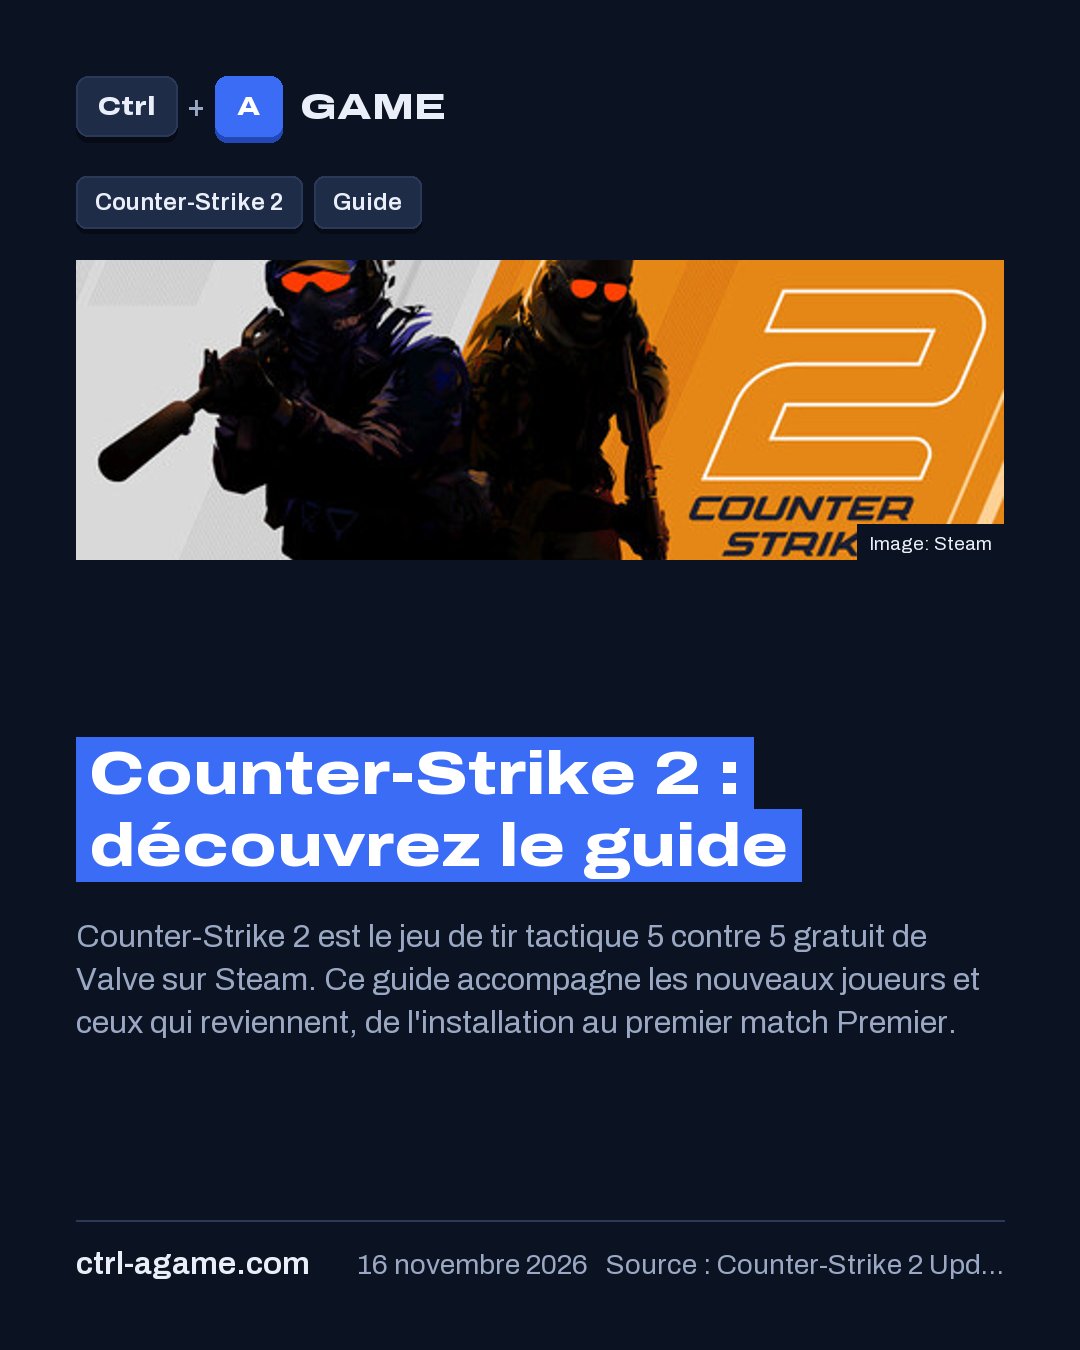 Ctrl + A GAME
Counter-Strike 2 Guide
2
COUNTER
STRIK
Image: Steam
Counter-Strike 2 :
découvrez le guide
Counter-Strike 2 est le jeu de tir tactique 5 contre 5 gratuit de
Valve sur Steam. Ce guide accompagne les nouveaux joueurs et
ceux qui reviennent, de l'installation au premier match Premier.
ctrl-agame.com 16 novembre 2026 Source : Counter-Strike 2 Upd...